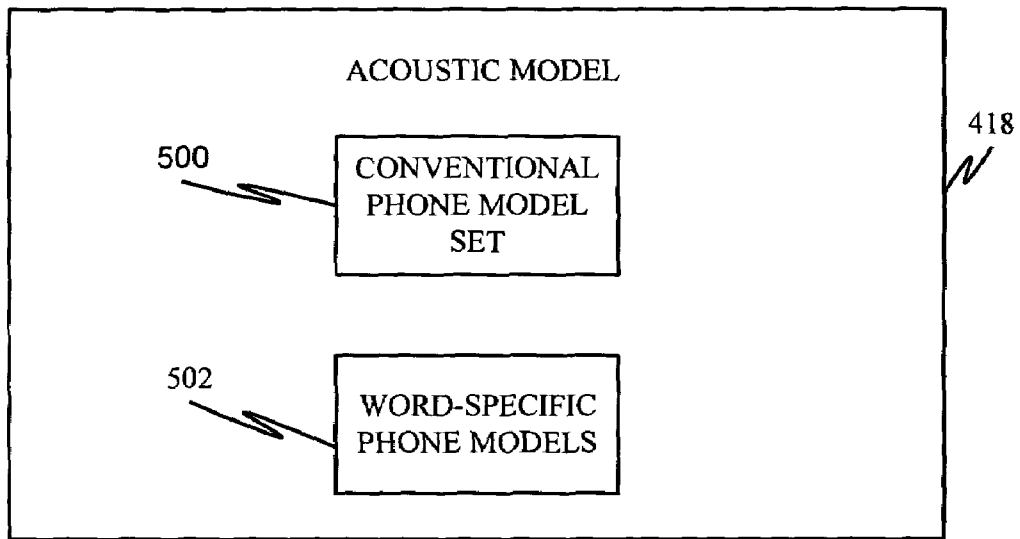 ACOUSTIC MODEL
418
500
CONVENTIONAL
PHONE MODEL
SET
502
WORD-SPECIFIC
PHONE MODELS